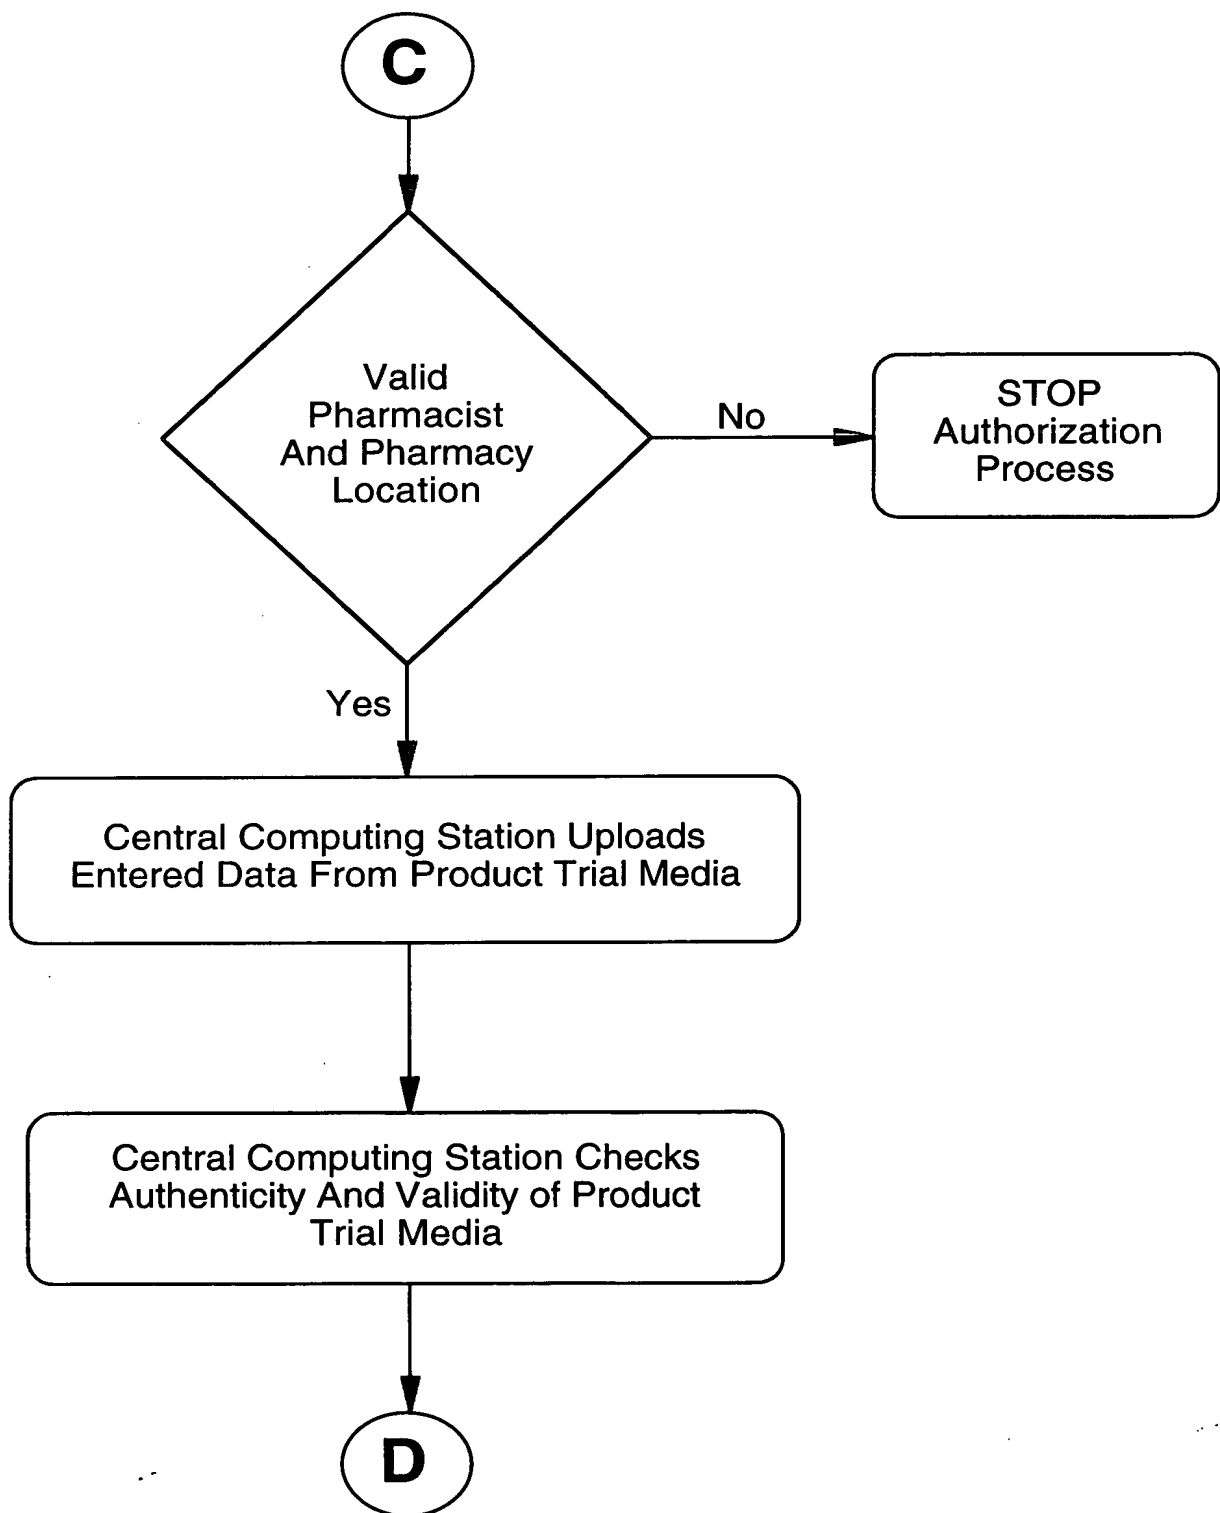 C
Valid
Pharmacist
And Pharmacy
Location
No
STOP
Authorization
Process
Yes
Central Computing Station Uploads
Entered Data From Product Trial Media
Central Computing Station Checks
Authenticity And Validity of Product
Trial Media
D